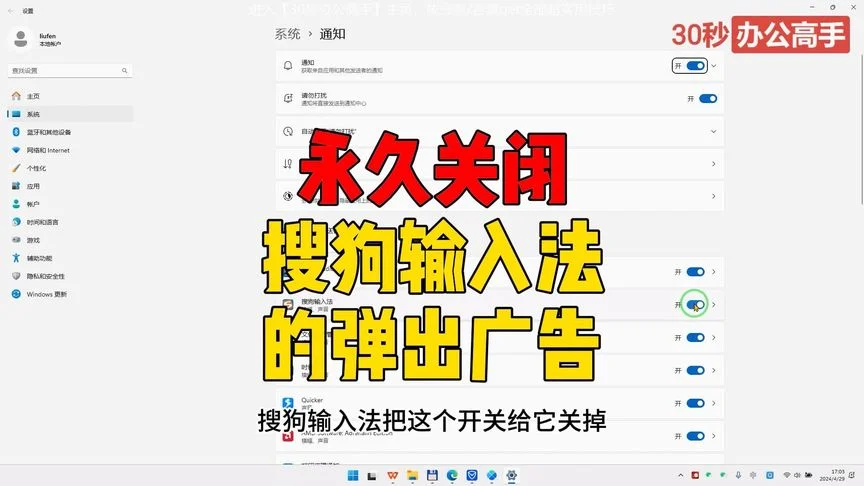 设置
liufen
本地帐户
查找设置
主页
系统
蓝牙和其他设备
网络和 Internet
个性化
应用
帐户
时间和语言
游戏
辅助功能
隐私和安全性
Windows 更新
系统 › 通知
30秒 办公高手
通知
获取来自应用和其他发送者的通知
开
请勿打扰
通知将直接发送到通知中心
开
永久关闭
搜狗输入法
的弹出广告
开
搜狗输入法
开
开
开
Quicker
开
搜狗输入法把这个开关给它关掉
AMD Software: Adrenalin Edition
横幅、声音
开
17:03
2024/4/29